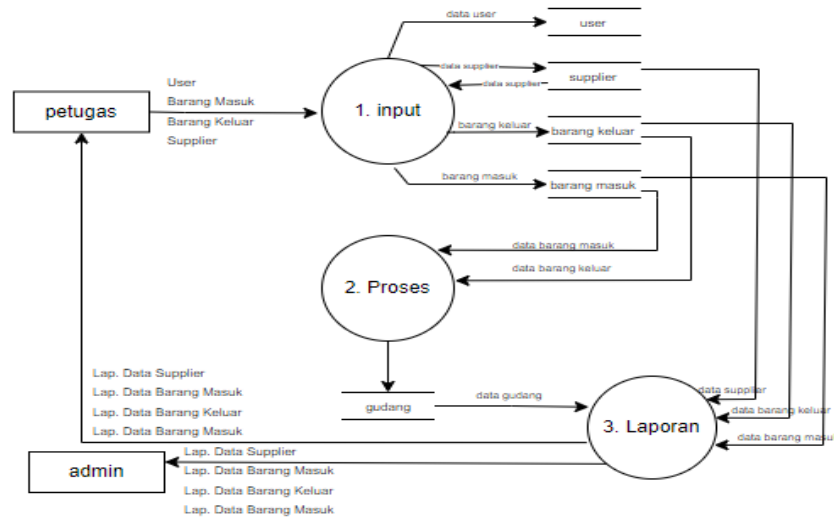 data user
user
data supplier
data supplier
supplier
User
Barang Masuk
Barang Keluar
Supplier
petugas
1. input
barang keluar
barang keluar
barang masuk
barang masuk
data barang masuk
data barang keluar
2. Proses
gudang
data gudang
data supplier
data barang keluar
data barang masu
3. Laporan
Lap. Data Supplier
Lap. Data Barang Masuk
Lap. Data Barang Keluar
Lap. Data Barang Masuk
admin
Lap. Data Supplier
Lap. Data Barang Masuk
Lap. Data Barang Keluar
Lap. Data Barang Masuk